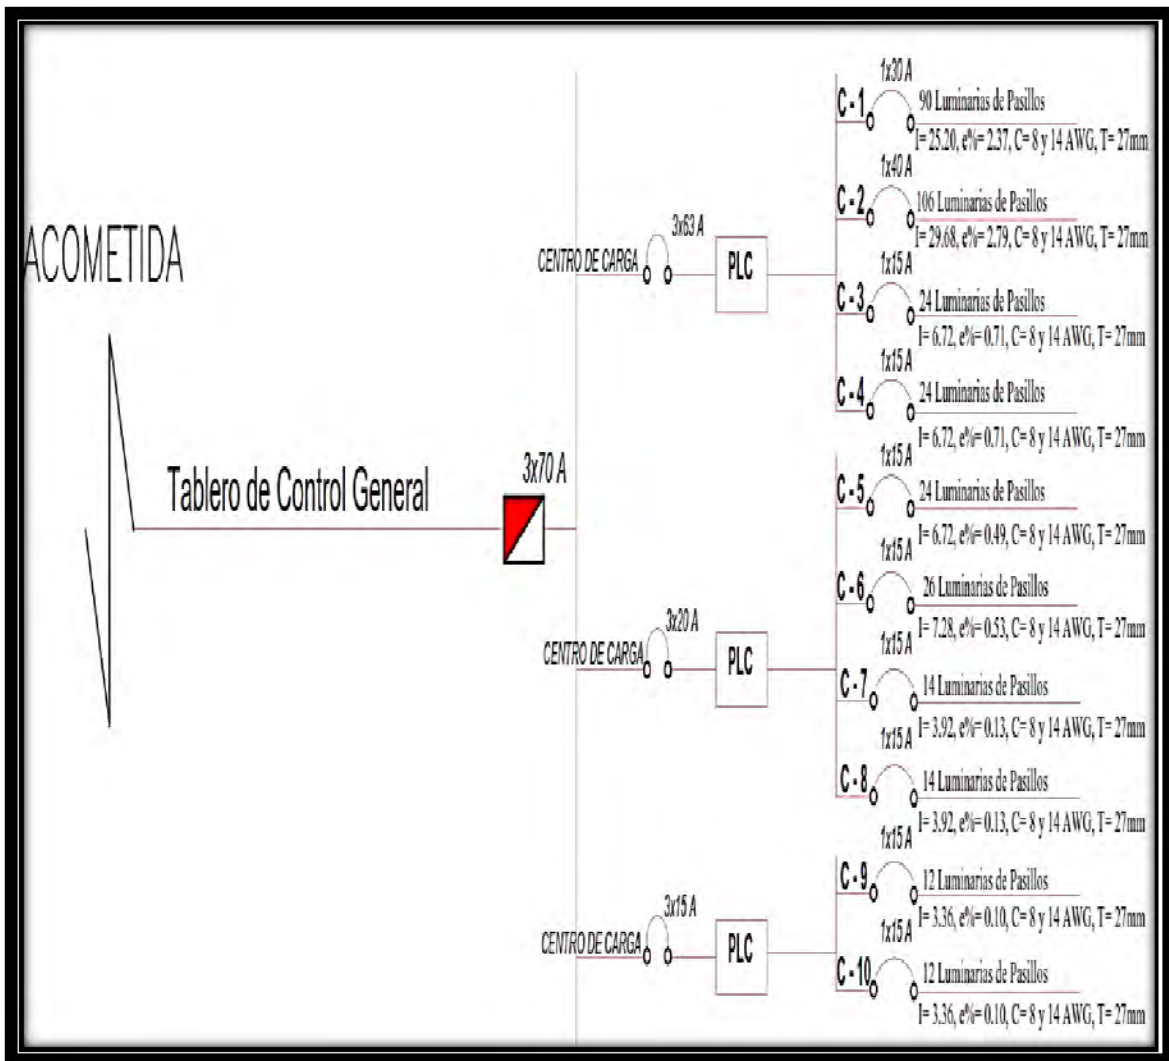 ACOMETIDA
Tablero de Control General
3x70 A
CENTRO DE CARGA
3x63 A
PLC
1x30 A
C - 1
90 Luminarias de Pasillos
I= 25.20, e%= 2.37, C= 8 y 14 AWG, T= 27mm
1x40 A
C - 2
106 Luminarias de Pasillos
I= 29.68, e%= 2.79, C= 8 y 14 AWG, T= 27mm
1x15 A
C - 3
24 Luminarias de Pasillos
I= 6.72, e%= 0.71, C= 8 y 14 AWG, T= 27mm
1x15 A
C - 4
24 Luminarias de Pasillos
I= 6.72, e%= 0.71, C= 8 y 14 AWG, T= 27mm
CENTRO DE CARGA
3x20 A
PLC
1x15 A
C - 5
24 Luminarias de Pasillos
I= 6.72, e%= 0.49, C= 8 y 14 AWG, T= 27mm
1x15 A
C - 6
26 Luminarias de Pasillos
I= 7.28, e%= 0.53, C= 8 y 14 AWG, T= 27mm
1x15 A
C - 7
14 Luminarias de Pasillos
I= 3.92, e%= 0.13, C= 8 y 14 AWG, T= 27mm
1x15 A
C - 8
14 Luminarias de Pasillos
I= 3.92, e%= 0.13, C= 8 y 14 AWG, T= 27mm
CENTRO DE CARGA
3x15 A
PLC
1x15 A
C - 9
12 Luminarias de Pasillos
I= 3.36, e%= 0.10, C= 8 y 14 AWG, T= 27mm
1x15 A
C - 10
12 Luminarias de Pasillos
I= 3.36, e%= 0.10, C= 8 y 14 AWG, T= 27mm